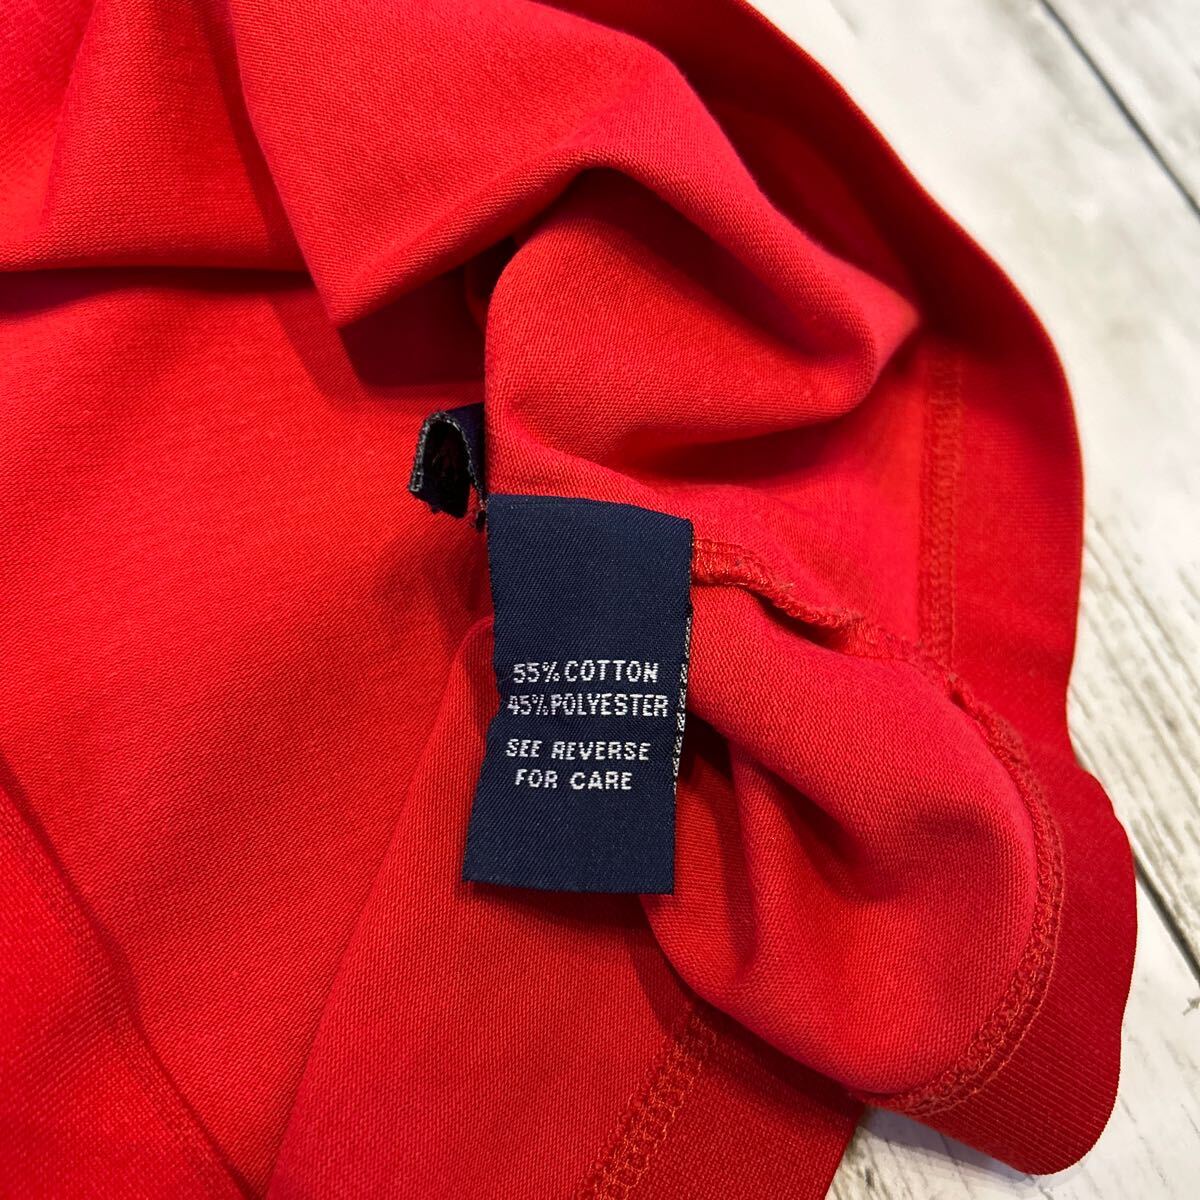 55% COTTON
45% POLYESTER
SEE REVERSE
FOR CARE